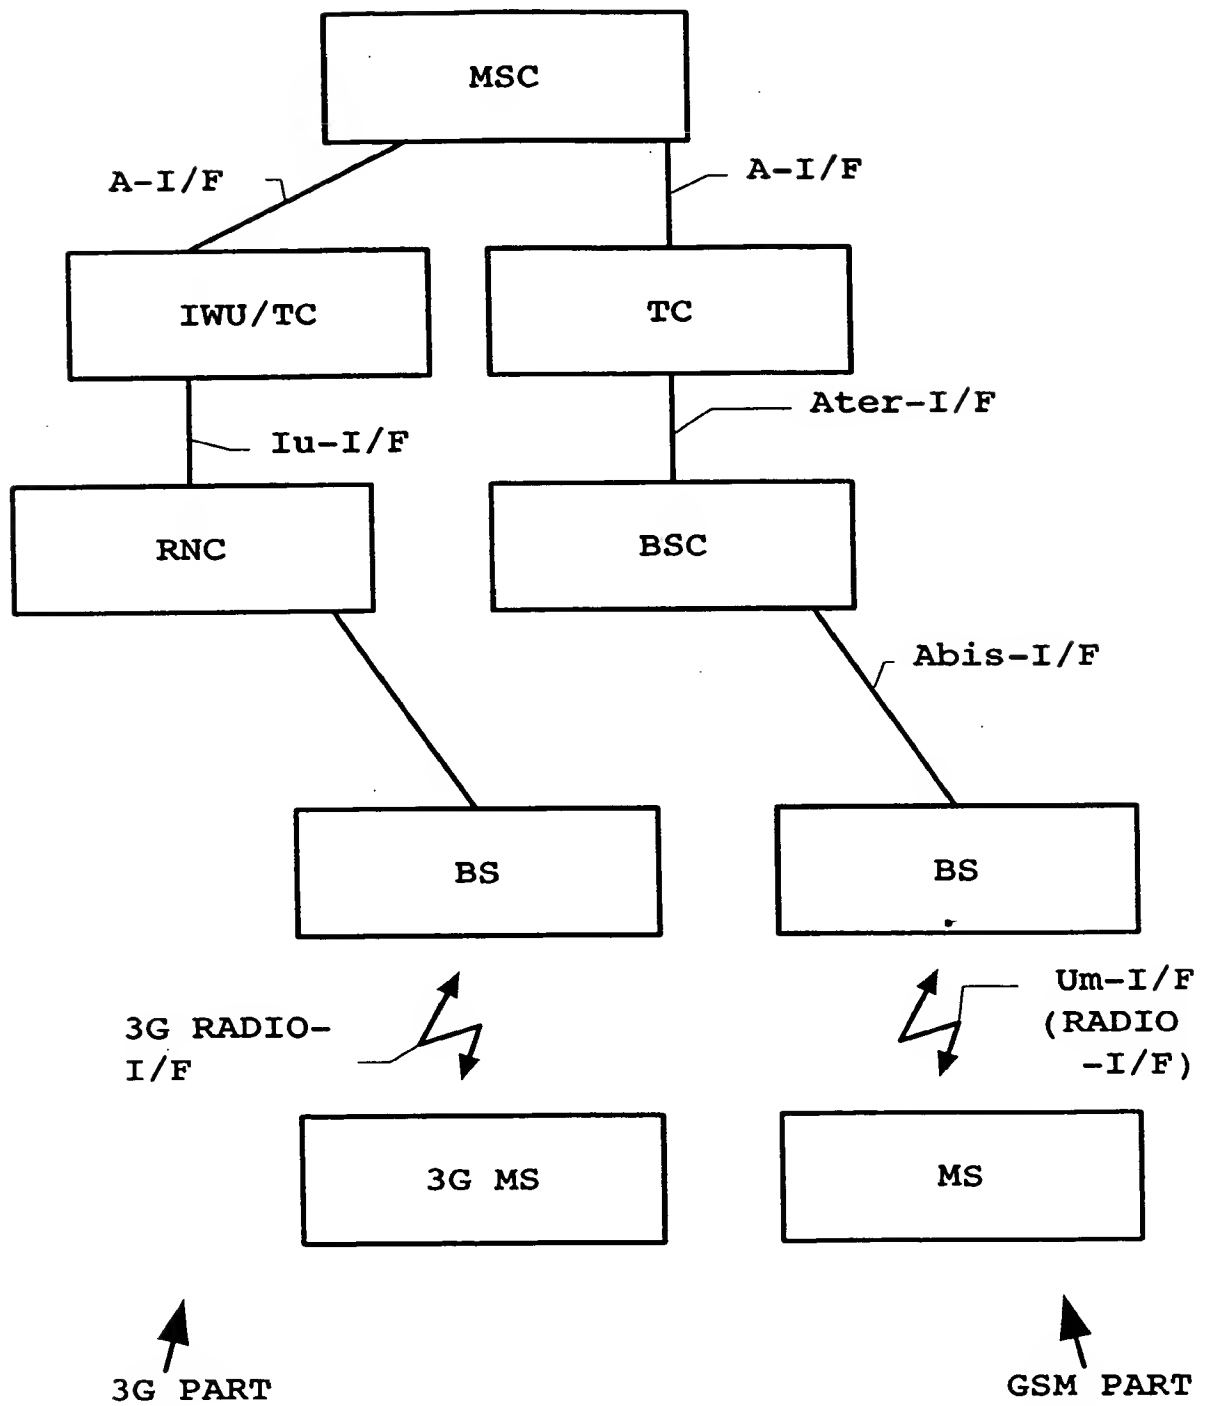 MSC
A-I/F
A-I/F
IWU/TC
TC
Ater-I/F
Iu-I/F
RNC
BSC
Abis-I/F
BS
BS
3G RADIO-
I/F
Um-I/F
(RADIO
-I/F)
3G MS
MS
3G PART
GSM PART